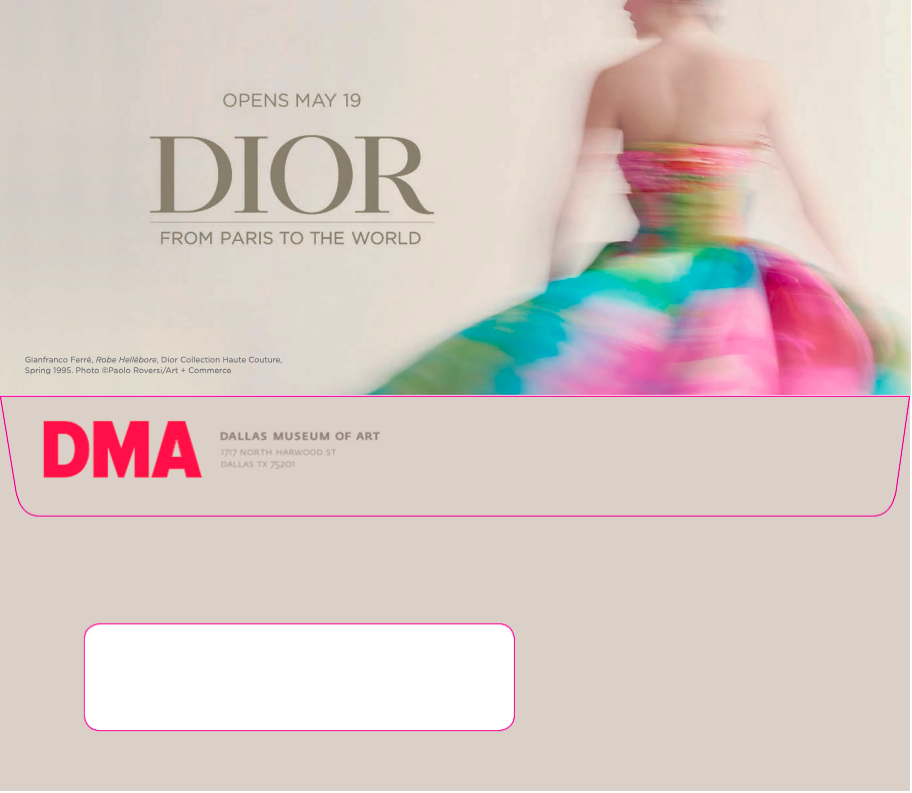 OPENS MAY 19
DIOR
FROM PARIS TO THE WORLD
Gianfranco Ferré, Robe Hellébore, Dior Collection Haute Couture,
Spring 1995. Photo ©Paolo Roversi/Art + Commerce
DMA
DALLAS MUSEUM OF ART
1717 NORTH HARWOOD ST
DALLAS TX 75201